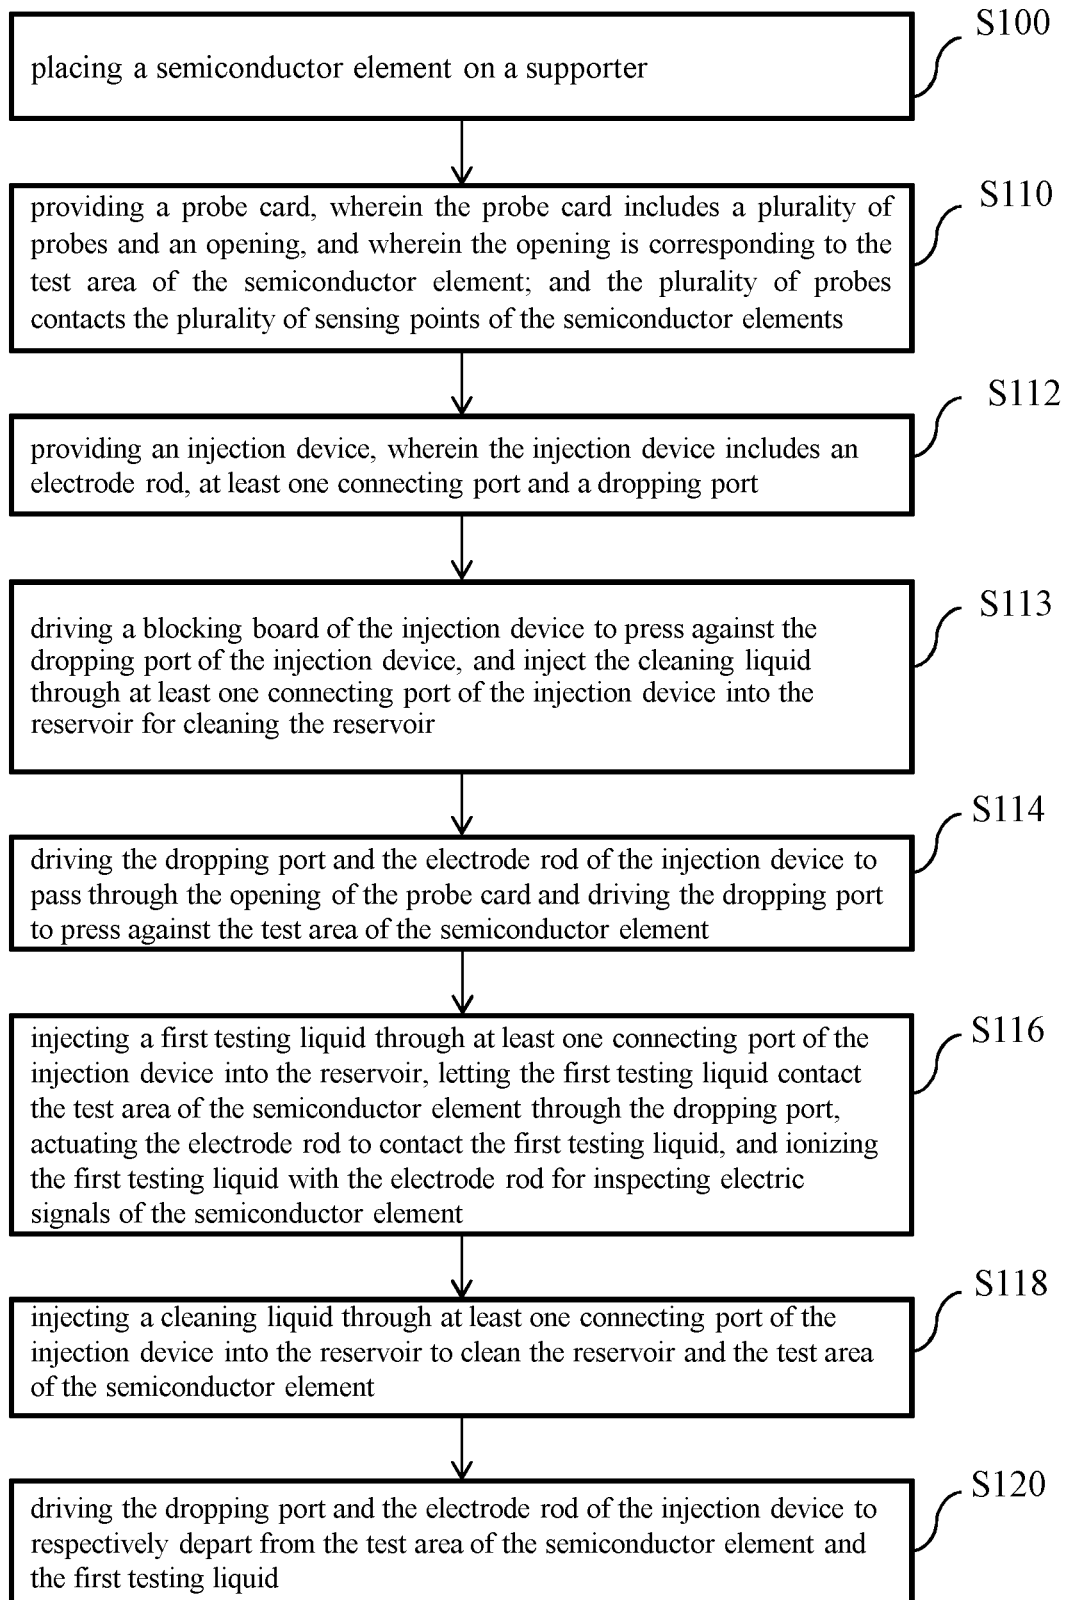 S100
placing a semiconductor element on a supporter
S110
providing a probe card, wherein the probe card includes a plurality of
probes and an opening, and wherein the opening is corresponding to the
test area of the semiconductor element; and the plurality of probes
contacts the plurality of sensing points of the semiconductor elements
S112
providing an injection device, wherein the injection device includes an
electrode rod, at least one connecting port and a dropping port
S113
driving a blocking board of the injection device to press against the
dropping port of the injection device, and inject the cleaning liquid
through at least one connecting port of the injection device into the
reservoir for cleaning the reservoir
S114
driving the dropping port and the electrode rod of the injection device to
pass through the opening of the probe card and driving the dropping port
to press against the test area of the semiconductor element
S116
injecting a first testing liquid through at least one connecting port of the
injection device into the reservoir, letting the first testing liquid contact
the test area of the semiconductor element through the dropping port,
actuating the electrode rod to contact the first testing liquid, and ionizing
the first testing liquid with the electrode rod for inspecting electric
signals of the semiconductor element
S118
injecting a cleaning liquid through at least one connecting port of the
injection device into the reservoir to clean the reservoir and the test area
of the semiconductor element
S120
driving the dropping port and the electrode rod of the injection device to
respectively depart from the test area of the semiconductor element and
the first testing liquid